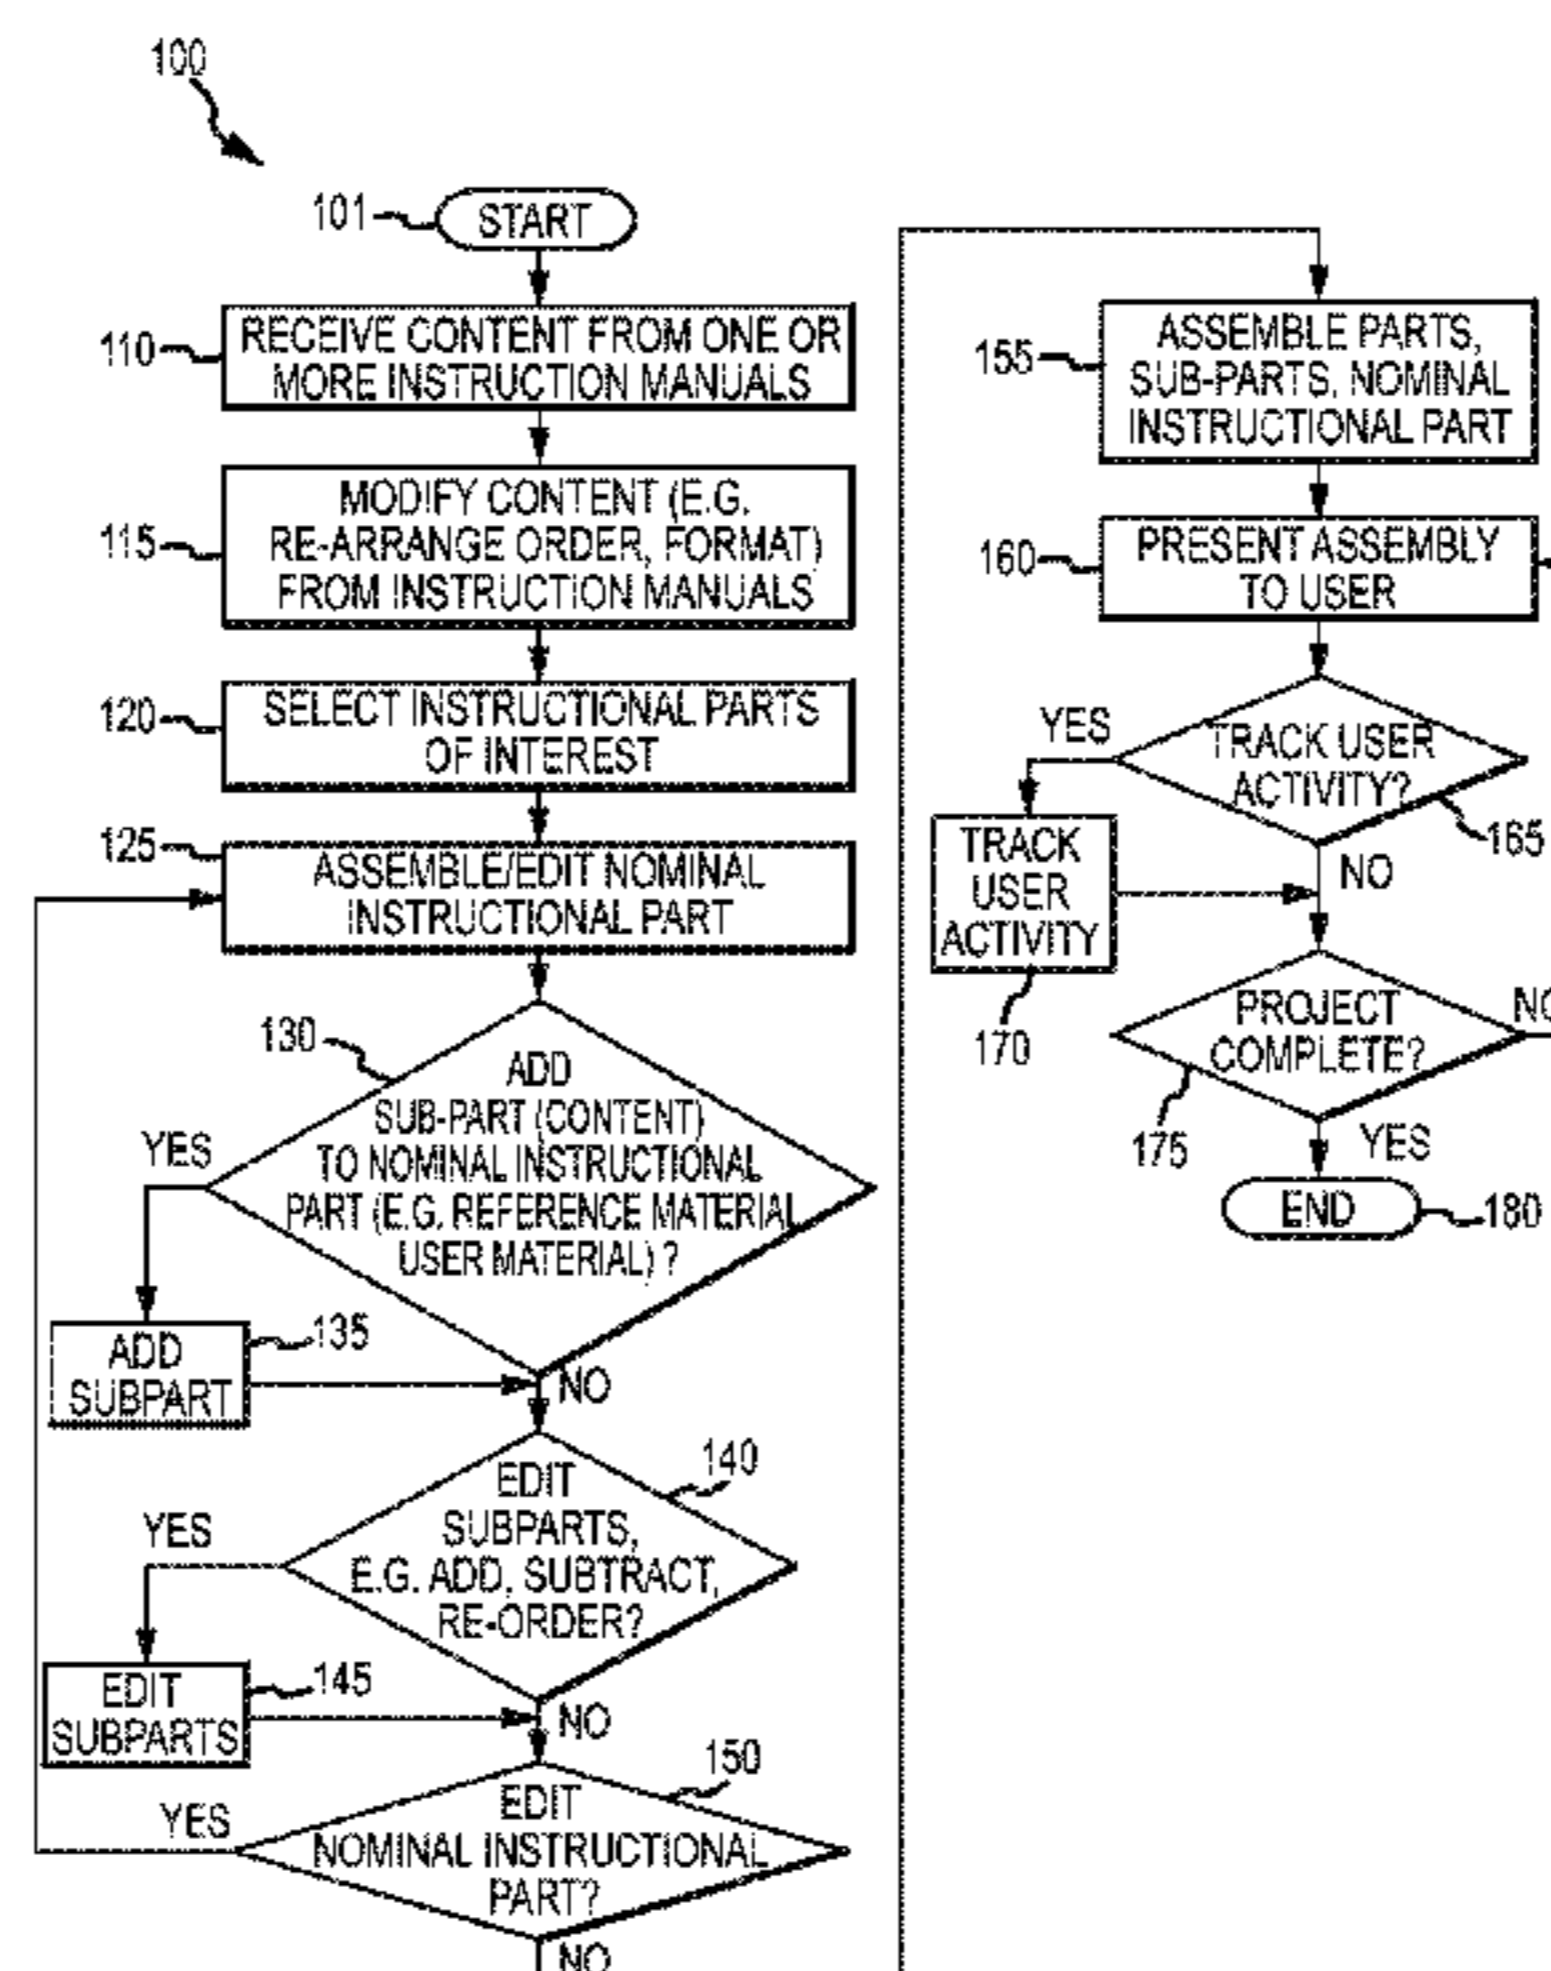 100
101
START
110
RECEIVE CONTENT FROM ONE OR
MORE INSTRUCTION MANUALS
115
MODIFY CONTENT (E.G.
RE-ARRANGE ORDER, FORMAT)
FROM INSTRUCTION MANUALS
120
SELECT INSTRUCTIONAL PARTS
OF INTEREST
125
ASSEMBLE/EDIT NOMINAL
INSTRUCTIONAL PART
130
ADD
SUB-PART (CONTENT)
TO NOMINAL INSTRUCTIONAL
PART (E.G. REFERENCE MATERIAL
USER MATERIAL) ?
YES
ADD
SUBPART
135
NO
140
EDIT
SUBPARTS,
E.G. ADD, SUBTRACT,
RE-ORDER?
YES
EDIT
SUBPARTS
145
NO
150
EDIT
NOMINAL INSTRUCTIONAL
PART?
YES
NO
155
ASSEMBLE PARTS,
SUB-PARTS, NOMINAL
INSTRUCTIONAL PART
160
PRESENT ASSEMBLY
TO USER
YES
TRACK USER
ACTIVITY?
165
TRACK
USER
ACTIVITY
170
NO
PROJECT
COMPLETE?
NO
175
YES
END
180